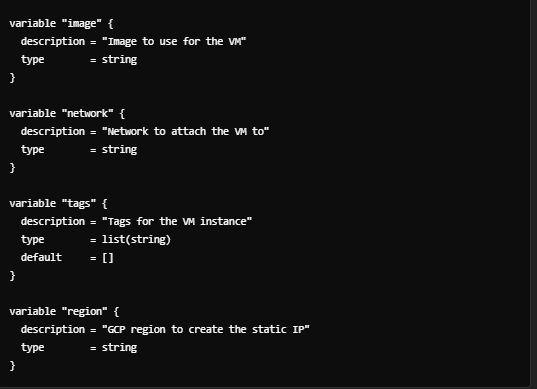 variable "image" {
  description = "Image to use for the VM"
  type        = string
}

variable "network" {
  description = "Network to attach the VM to"
  type        = string
}

variable "tags" {
  description = "Tags for the VM instance"
  type        = list(string)
  default     = []
}

variable "region" {
  description = "GCP region to create the static IP"
  type        = string
}